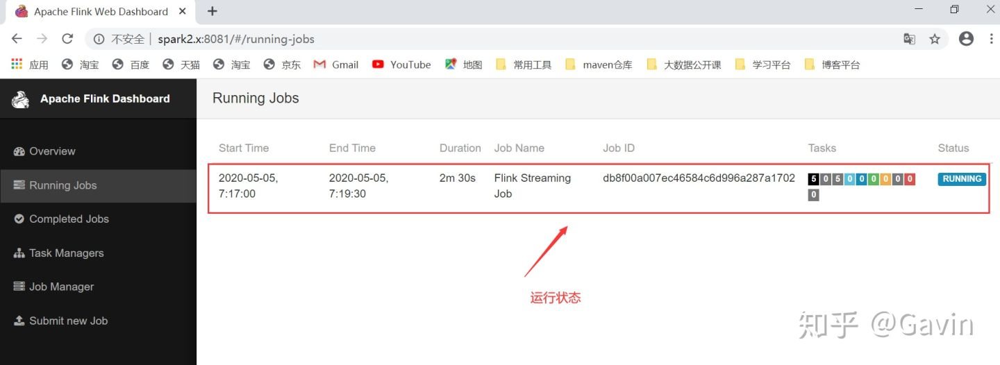 Apache Flink Web Dashboard
不安全 spark2.x:8081/#/running-jobs
应用 淘宝 百度 天猫 淘宝 京东 Gmail YouTube 地图 常用工具 maven仓库 大数据公开课 学习平台 博客平台
Apache Flink Dashboard
Running Jobs
Overview
Running Jobs
Completed Jobs
Task Managers
Job Manager
Submit new Job
Start Time End Time Duration Job Name Job ID Tasks Status
2020-05-05, 2020-05-05, 2m 30s Flink Streaming db8f00a007ec46584c6d996a287a1702 5 0 5 0 0 0 0 0 0 RUNNING
7:17:00 7:19:30 Job 0
运行状态
知乎 @Gavin